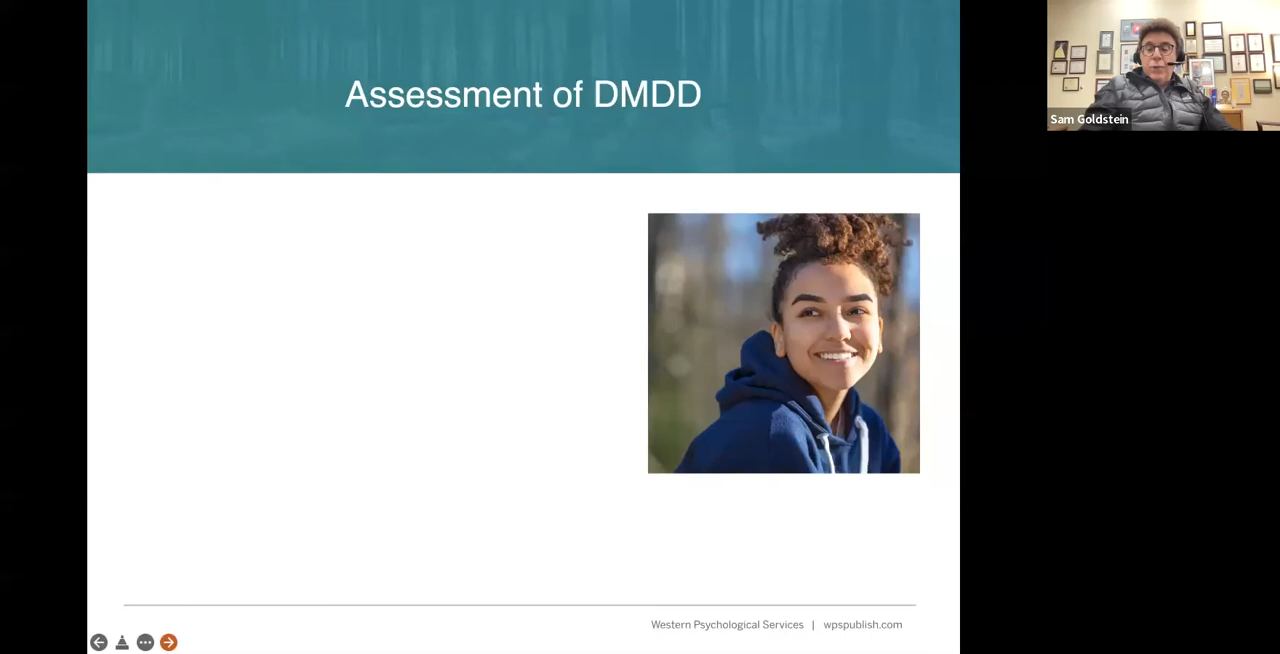 Assessment of DMDD
Sam Goldstein
Western Psychological Services | wpspublish.com